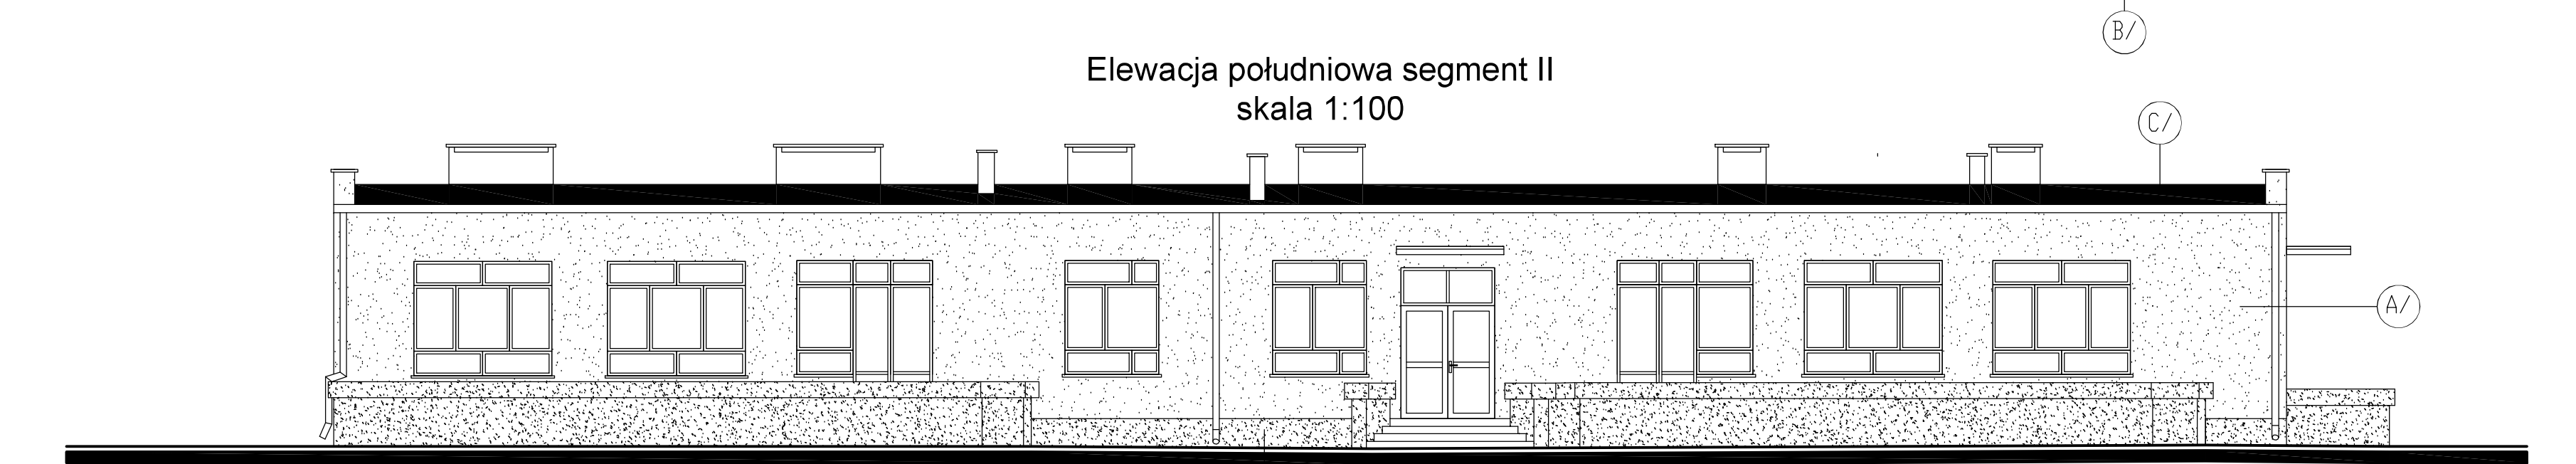 B/
Elewacja południowa segment II
skala 1:100
C/
A/